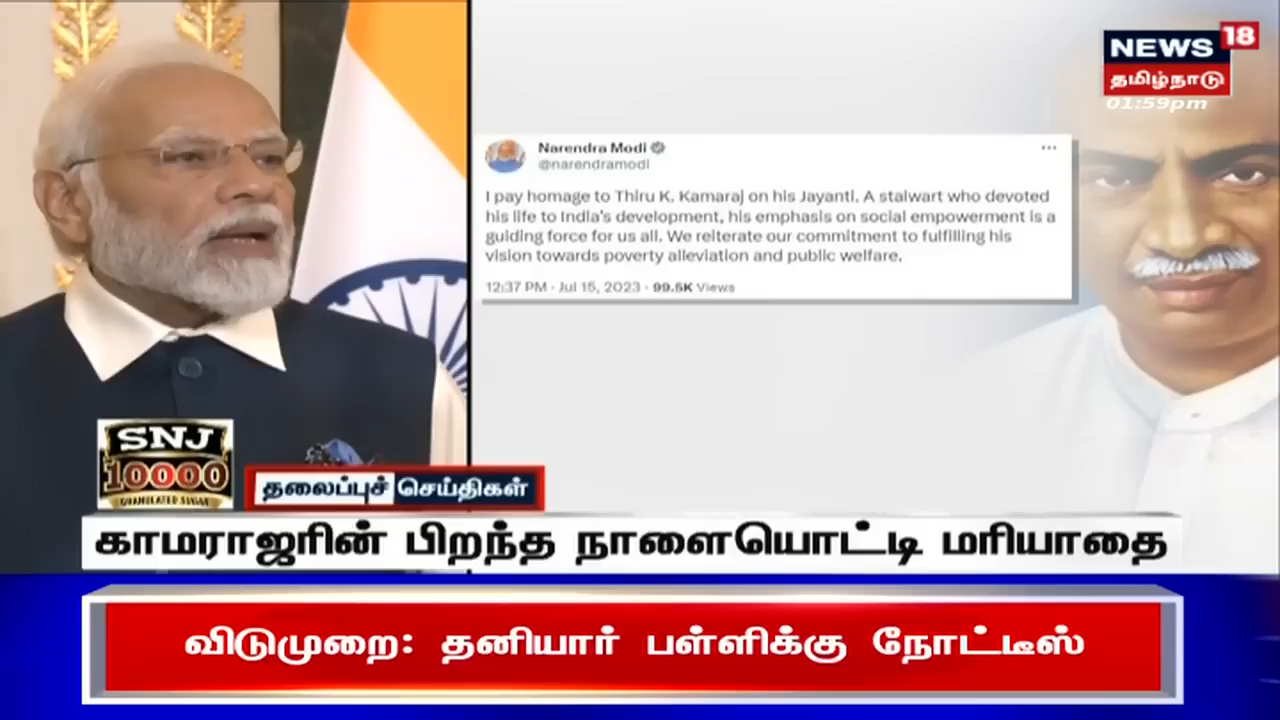 NEWS 18
தமிழ்நாடு
01:59pm
Narendra Modi
@narendramodi
I pay homage to Thiru K. Kamaraj on his Jayanti. A stalwart who devoted
his life to India's development, his emphasis on social empowerment is a
guiding force for us all. We reiterate our commitment to fulfilling his
vision towards poverty alleviation and public welfare.
12:37 PM · Jul 15, 2023 · 99.5K Views
SNJ
10000
GRANULATED SUGAR
தலைப்புச் செய்திகள்
காமராஜரின் பிறந்த நாளையொட்டி மரியாதை
விடுமுறை: தனியார் பள்ளிக்கு நோட்டீஸ்